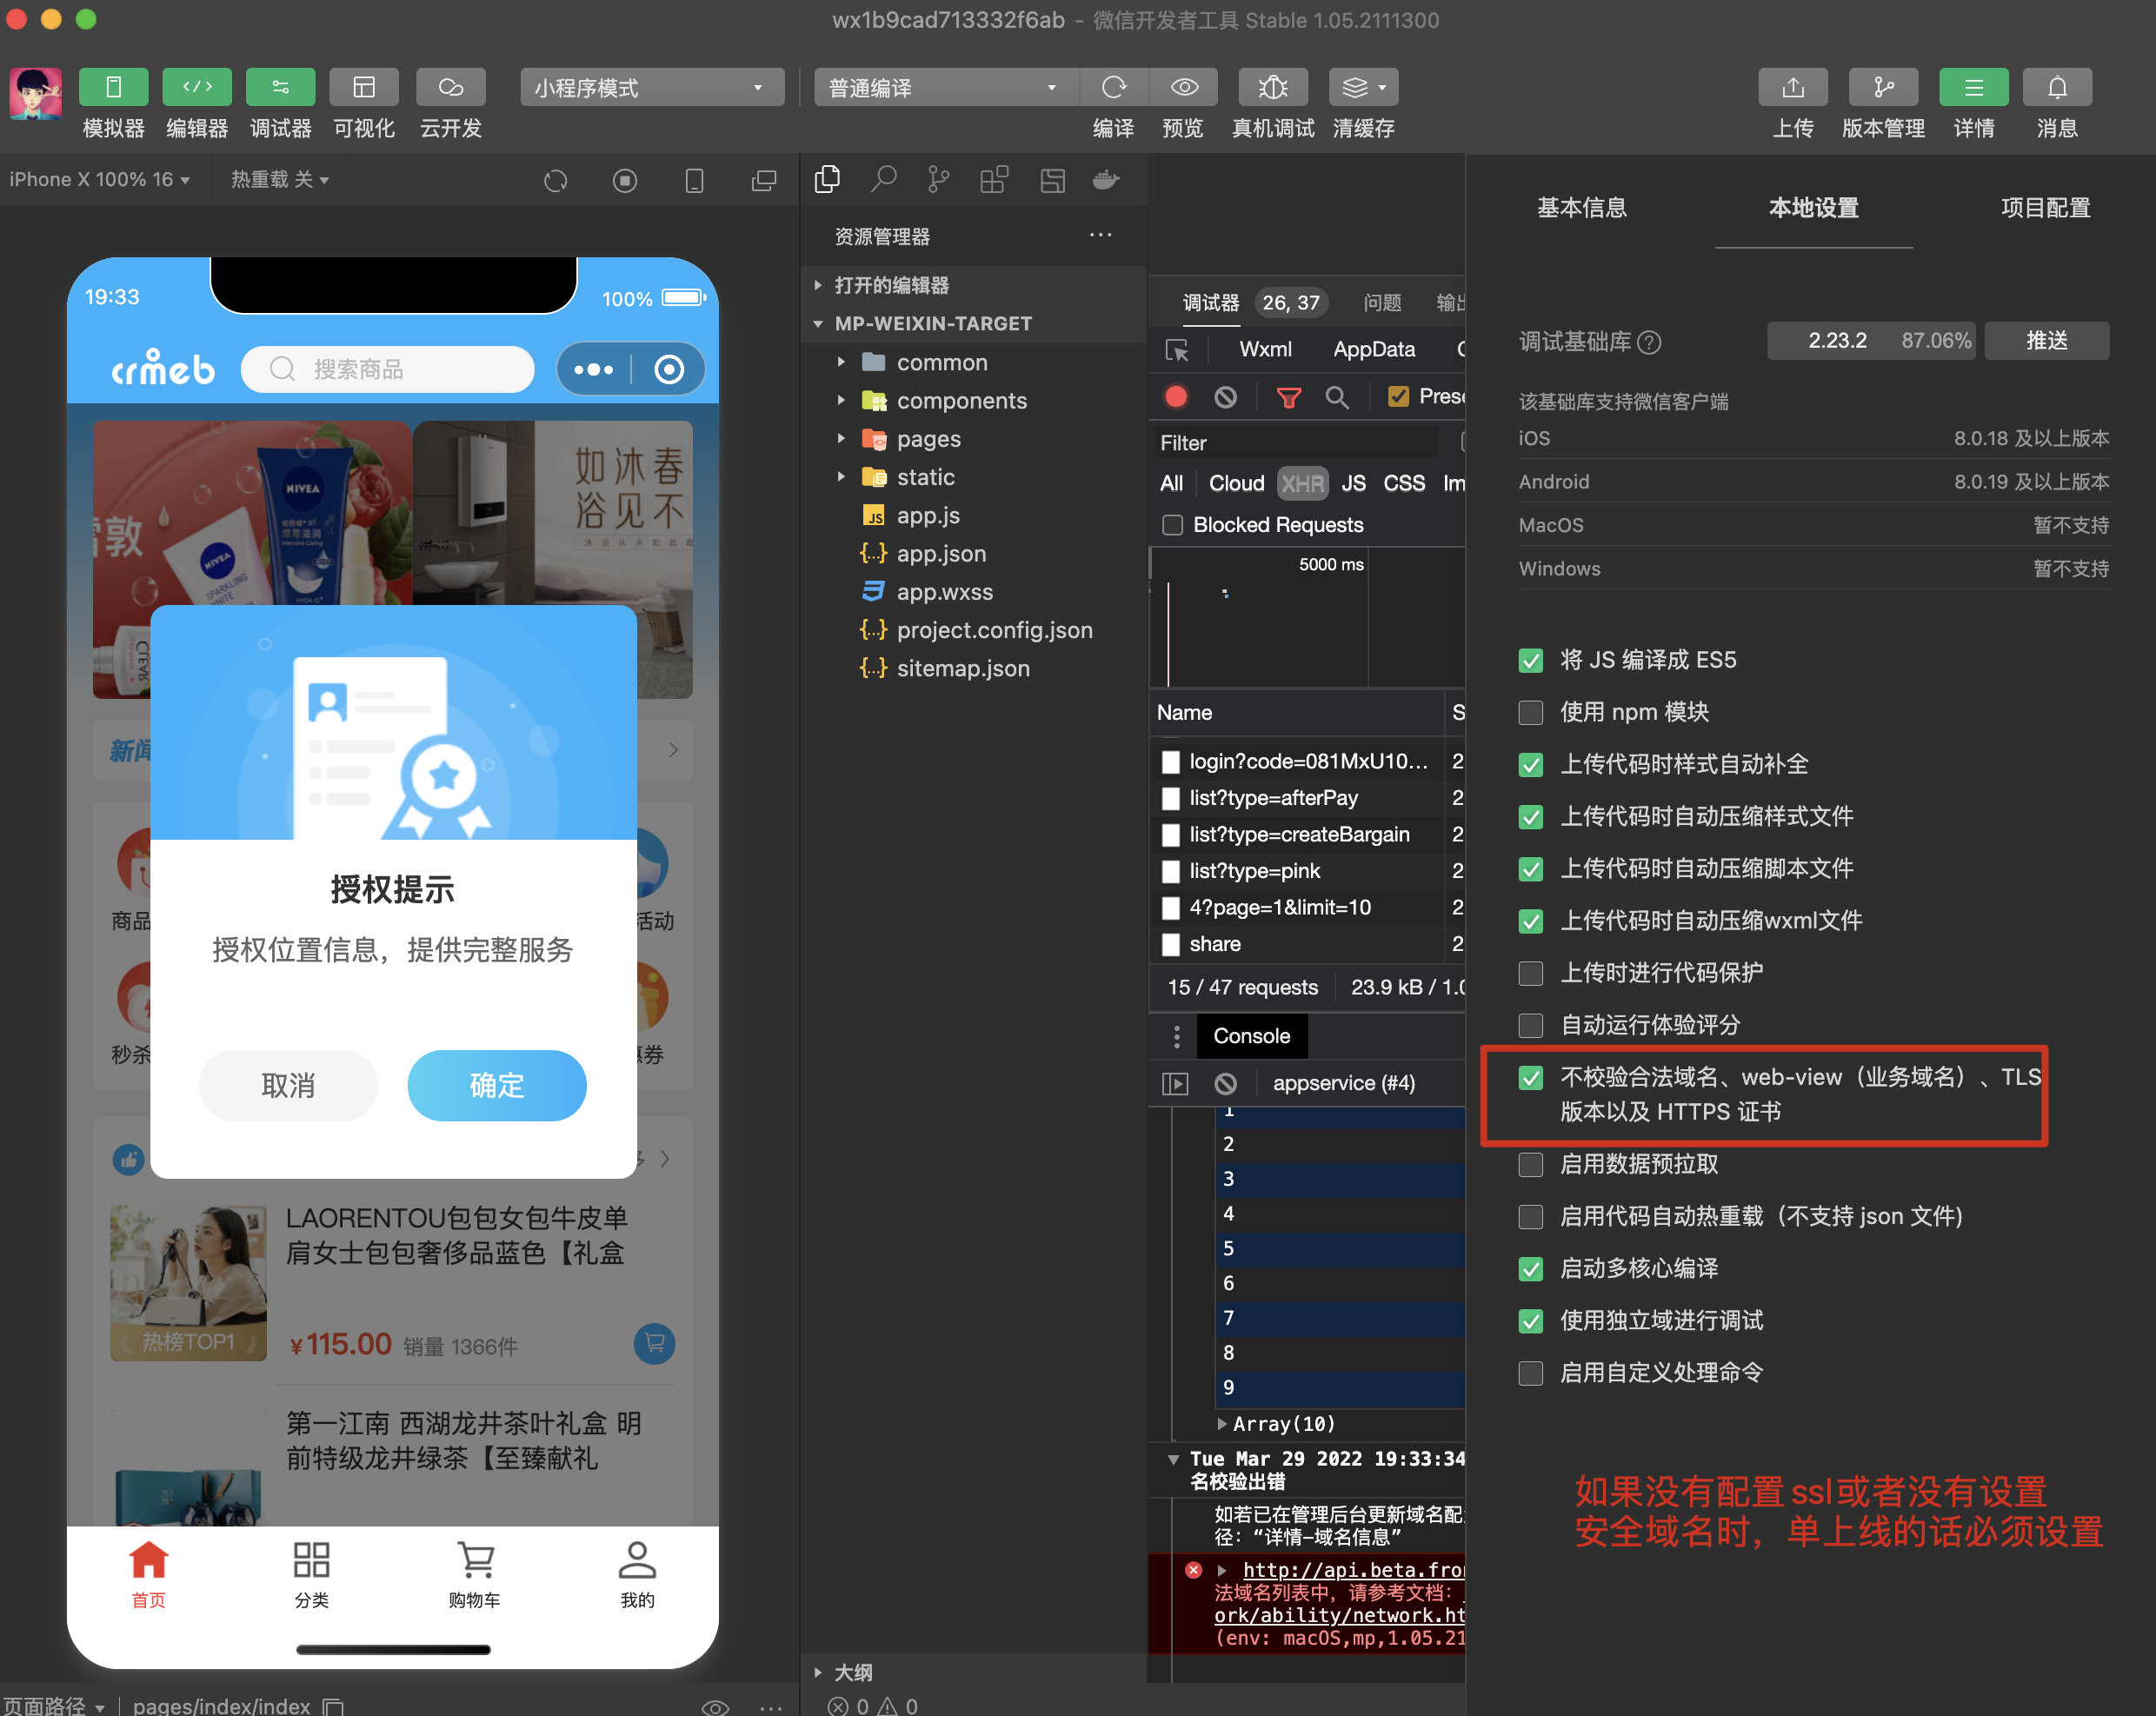 wx1b9cad713332f6ab – 微信开发者工具 Stable 1.05.2111300
模拟器
编辑器
调试器
可视化
云开发
小程序模式
普通编译
编译
预览
真机调试
清缓存
上传
版本管理
详情
消息
iPhone X 100% 16
热重载 关
19:33
100%
crmeb
搜索商品
雪敦
NIVEA
NIVEA
SPARKLING
WHITE
如沐春
浴见不
新闻
商品
活动
秒杀
惠券
授权提示
授权位置信息，提供完整服务
取消
确定
LAORENTOU包包女包牛皮单
肩女士包包奢侈品蓝色【礼盒
热榜TOP1
¥115.00 销量 1366件
第一江南 西湖龙井茶叶礼盒 明
前特级龙井绿茶【至臻献礼
首页
分类
购物车
我的
页面路径
pages/index/index
资源管理器
打开的编辑器
MP-WEIXIN-TARGET
common
components
pages
static
app.js
app.json
app.wxss
project.config.json
sitemap.json
大纲
0 0
调试器 26, 37 问题 输出
Wxml AppData
Prese
Filter
All Cloud XHR JS CSS Im
Blocked Requests
5000 ms
Name S
login?code=081MxU10... 2
list?type=afterPay 2
list?type=createBargain 2
list?type=pink 2
4?page=1&limit=10 2
share 2
15 / 47 requests 23.9 kB / 1.0
Console
appservice (#4)
1
2
3
4
5
6
7
8
9
Array(10)
Tue Mar 29 2022 19:33:34
名校验出错
如若已在管理后台更新域名配
径：“详情-域名信息”
http://api.beta.fro
法域名列表中，请参考文档：
ork/ability/network.ht
(env: macOS,mp,1.05.21
基本信息
本地设置
项目配置
调试基础库 ?
2.23.2 87.06%
推送
该基础库支持微信客户端
iOS 8.0.18 及以上版本
Android 8.0.19 及以上版本
MacOS 暂不支持
Windows 暂不支持
将 JS 编译成 ES5
使用 npm 模块
上传代码时样式自动补全
上传代码时自动压缩样式文件
上传代码时自动压缩脚本文件
上传代码时自动压缩wxml文件
上传时进行代码保护
自动运行体验评分
不校验合法域名、web-view（业务域名）、TLS
版本以及 HTTPS 证书
启用数据预拉取
启用代码自动热重载（不支持 json 文件)
启动多核心编译
使用独立域进行调试
启用自定义处理命令
如果没有配置ssl或者没有设置
安全域名时，单上线的话必须设置